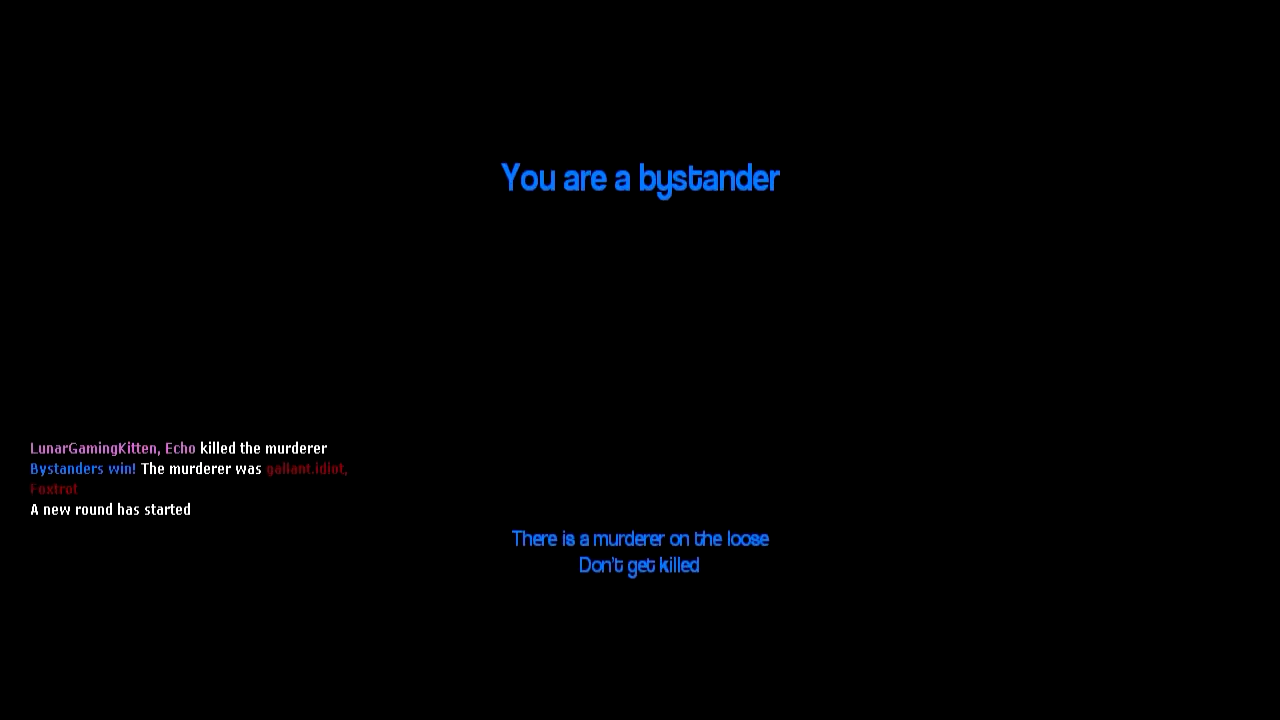 You are a bystander
LunarGamingKitten, Echo killed the murderer
Bystanders win! The murderer was gallant.idiot,
Foxtrot
A new round has started
There is a murderer on the loose
Don't get killed